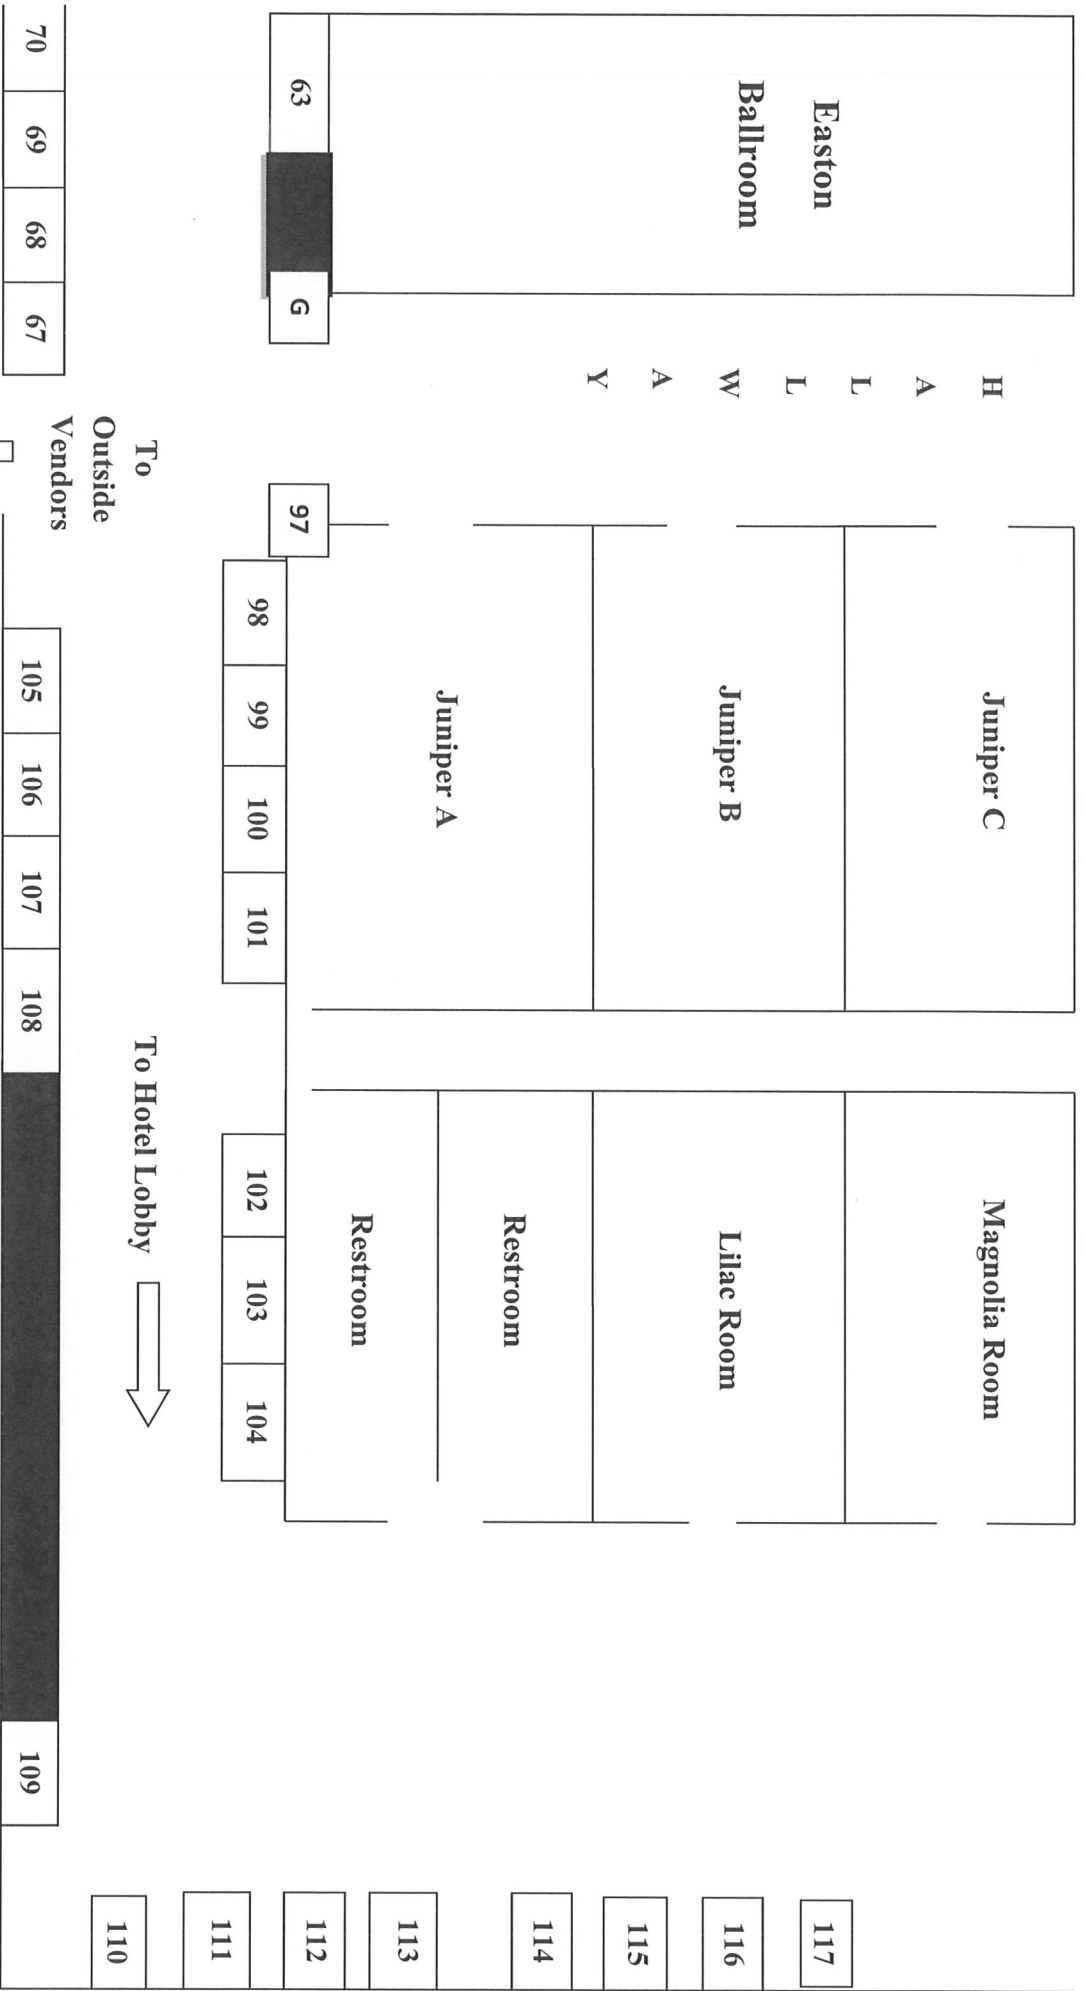 Easton
Ballroom
H
A
L
L
W
A
Y
Juniper C
Magnolia Room
Juniper B
Lilac Room
Juniper A
Restroom
Restroom
117
116
115
114
113
112
111
110
63
G
97
98
99
100
101
102
103
104
To
Outside
Vendors
To Hotel Lobby
70
69
68
67
105
106
107
108
109